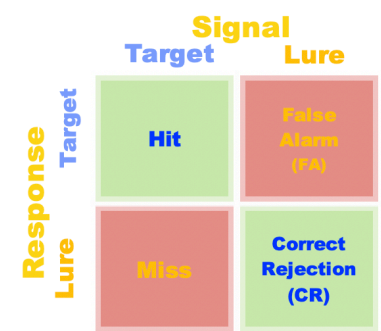 Signal
Target Lure
Response
Target
Hit
False
Alarm
(FA)
Lure
Miss
Correct
Rejection
(CR)